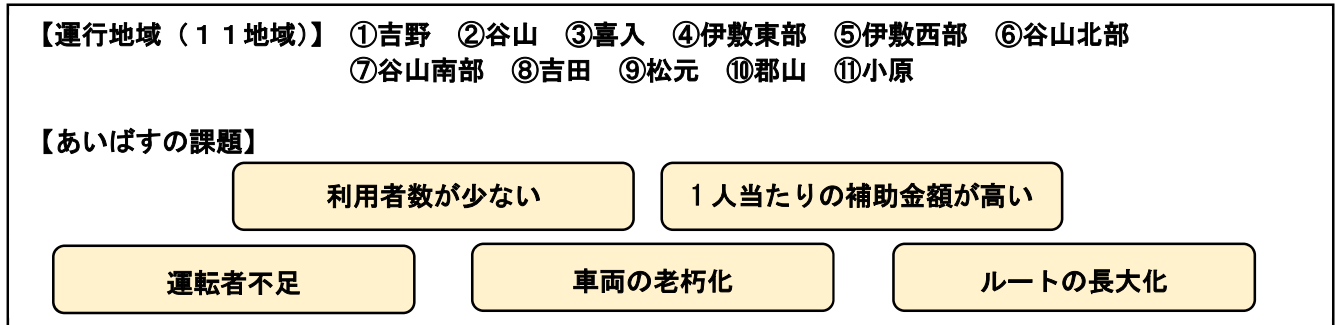 【運行地域（１１地域）】 ①吉野 ②谷山 ③喜入 ④伊敷東部 ⑤伊敷西部 ⑥谷山北部
⑦谷山南部 ⑧吉田 ⑨松元 ⑩郡山 ⑪小原
【あいばすの課題】
利用者数が少ない
1人当たりの補助金額が高い
運転者不足
車両の老朽化
ルートの長大化